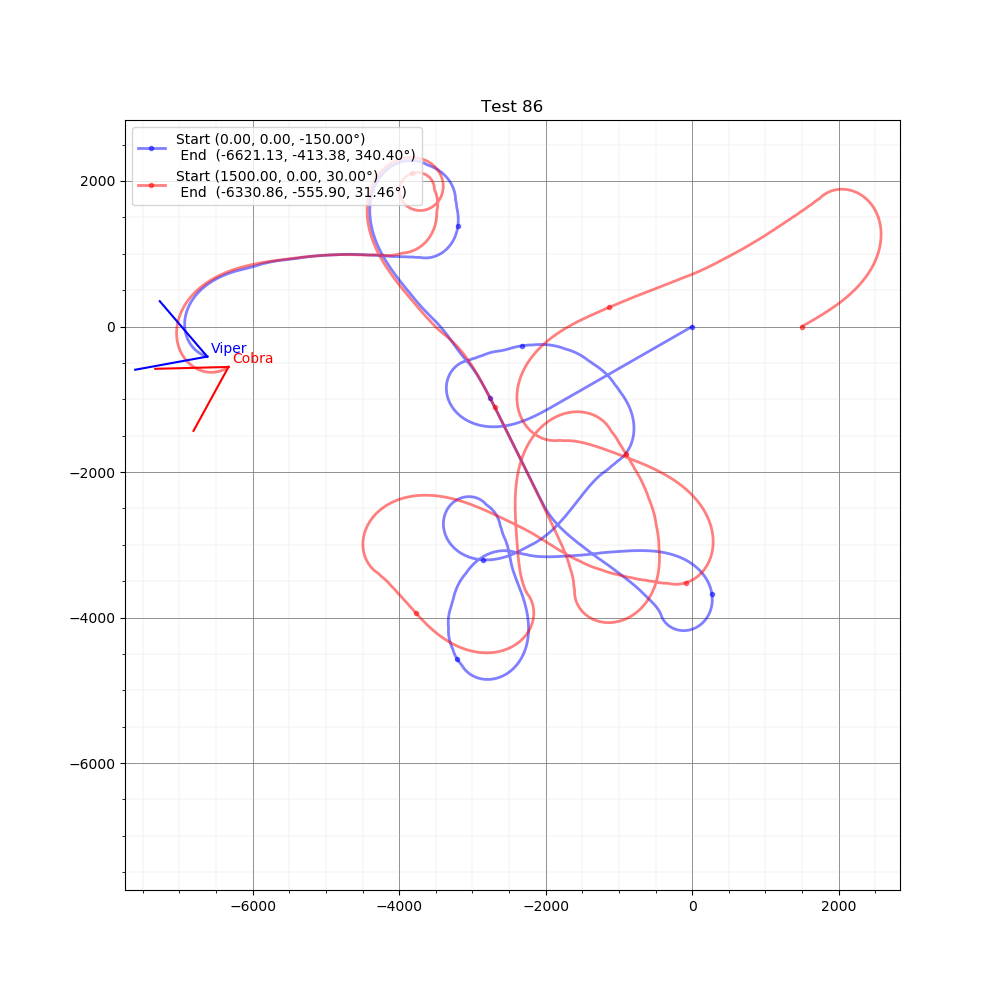 Test 86
Start (0.00, 0.00, -150.00°)
End  (-6621.13, -413.38, 340.40°)
Start (1500.00, 0.00, 30.00°)
End  (-6330.86, -555.90, 31.46°)
2000
0
−2000
−4000
−6000
Viper
Cobra
−6000
−4000
−2000
0
2000